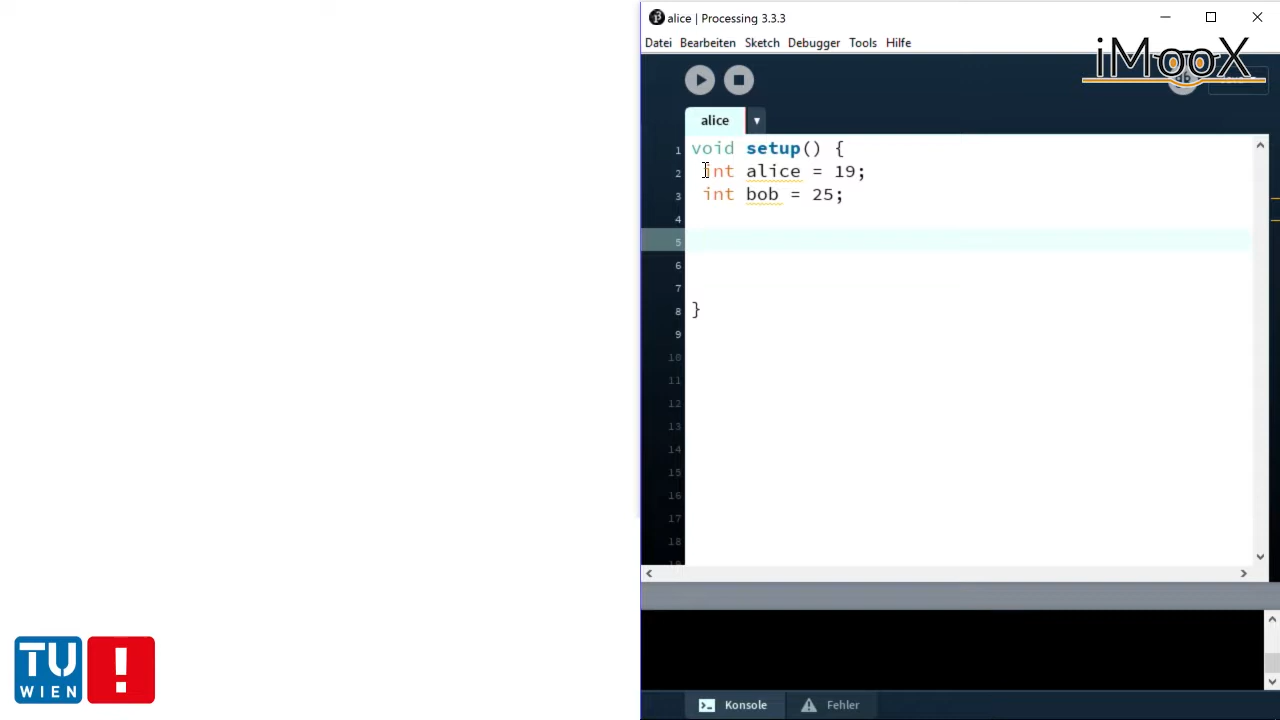 alice | Processing 3.3.3
Datei Bearbeiten Sketch Debugger Tools Hilfe
iMooX
alice
1 void setup() {
2 int alice = 19;
3 int bob = 25;
4
5
6
7
8 }
9
10
11
12
13
14
15
16
17
18
TU
WIEN
!
Konsole
Fehler